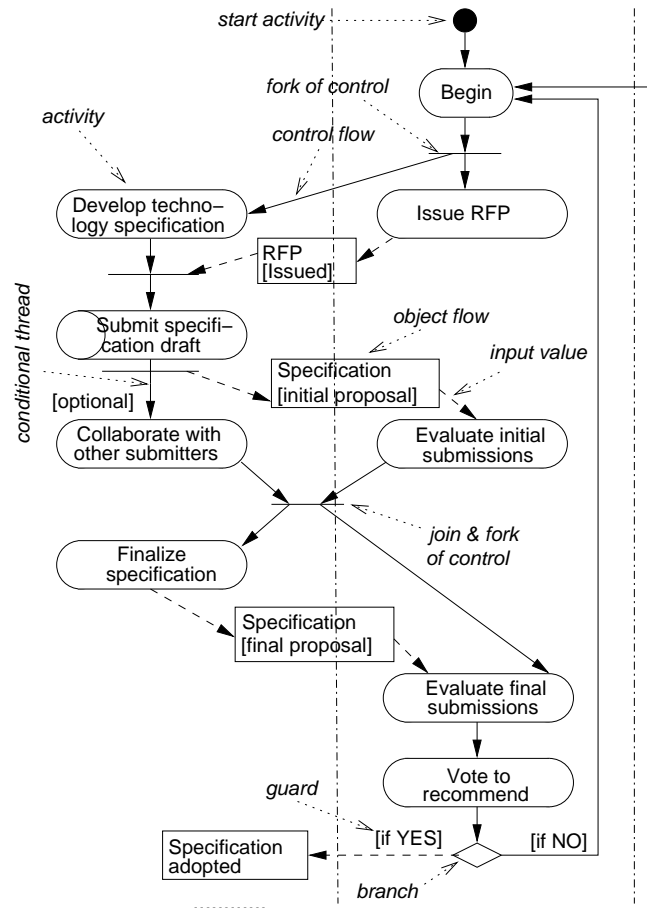 start activity
Begin
fork of control
activity
control flow
Develop techno–
logy specification
Issue RFP
RFP
[Issued]
conditional thread
Submit specifi–
cation draft
object flow
input value
Specification
[initial proposal]
[optional]
Collaborate with
other submitters
Evaluate initial
submissions
join & fork
of control
Finalize
specification
Specification
[final proposal]
Evaluate final
submissions
Vote to
recommend
guard
[if YES]
[if NO]
Specification
adopted
branch